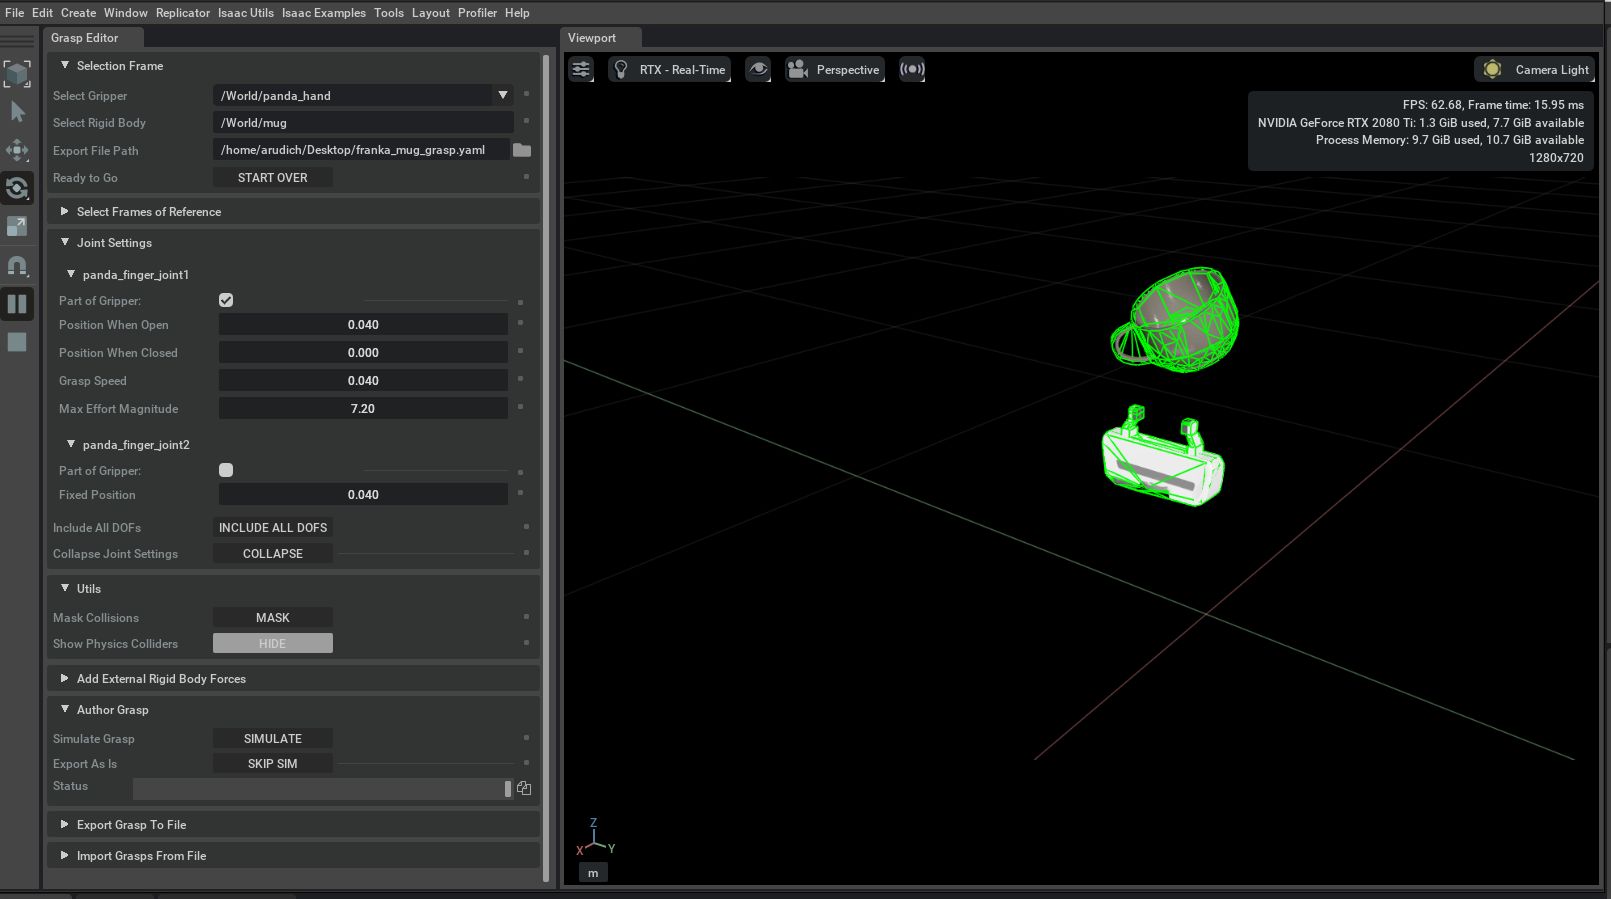 File Edit Create Window Replicator Isaac Utils Isaac Examples Tools Layout Profiler Help
Grasp Editor
Selection Frame
Select Gripper /World/panda_hand
Select Rigid Body /World/mug
Export File Path /home/arudich/Desktop/franka_mug_grasp.yaml
Ready to Go START OVER
Select Frames of Reference
Joint Settings
panda_finger_joint1
Part of Gripper:
Position When Open 0.040
Position When Closed 0.000
Grasp Speed 0.040
Max Effort Magnitude 7.20
panda_finger_joint2
Part of Gripper:
Fixed Position 0.040
Include All DOFs INCLUDE ALL DOFS
Collapse Joint Settings COLLAPSE
Utils
Mask Collisions MASK
Show Physics Colliders HIDE
Add External Rigid Body Forces
Author Grasp
Simulate Grasp SIMULATE
Export As Is SKIP SIM
Status
Export Grasp To File
Import Grasps From File
Viewport
RTX - Real-Time Perspective Camera Light
FPS: 62.68, Frame time: 15.95 ms
NVIDIA GeForce RTX 2080 Ti: 1.3 GiB used, 7.7 GiB available
Process Memory: 9.7 GiB used, 10.7 GiB available
1280x720
Z
X Y
m